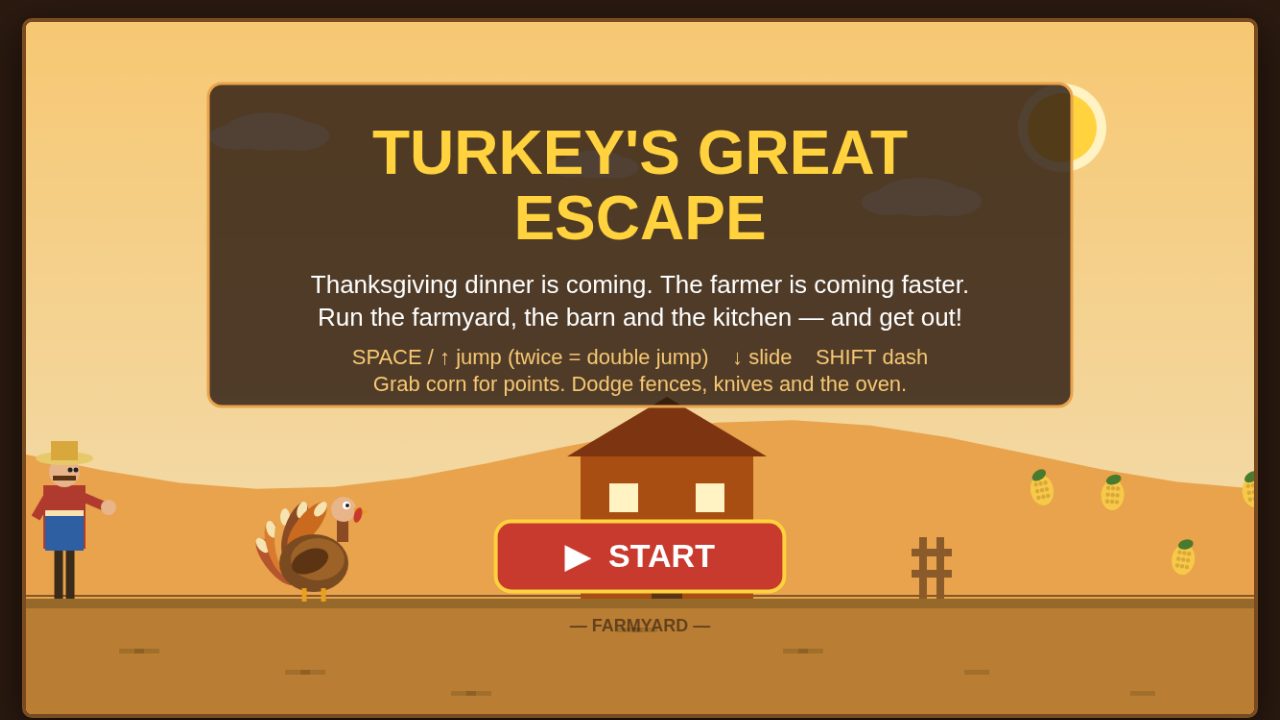 TURKEY'S GREAT
ESCAPE
Thanksgiving dinner is coming. The farmer is coming faster.
Run the farmyard, the barn and the kitchen — and get out!
SPACE / ↑ jump (twice = double jump) ↓ slide SHIFT dash
Grab corn for points. Dodge fences, knives and the oven.
▶ START
— FARMYARD —